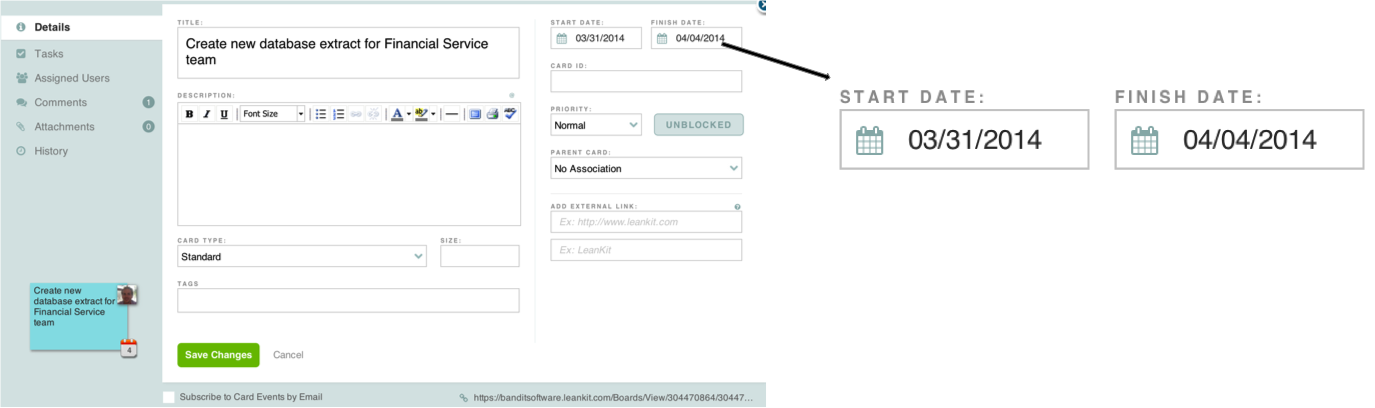 Details
Tasks
Assigned Users
Comments 1
Attachments 0
History
Create new
database extract for
Financial Service
team
4
TITLE:
Create new database extract for Financial Service
team
DESCRIPTION:
B I U Font Size A ab ABC
CARD TYPE: SIZE:
Standard
TAGS
Save Changes Cancel
START DATE: FINISH DATE:
03/31/2014 04/04/2014
CARD ID:
PRIORITY:
Normal UNBLOCKED
PARENT CARD:
No Association
ADD EXTERNAL LINK: ?
Ex: http://www.leankit.com
Ex: LeanKit
Subscribe to Card Events by Email https://banditsoftware.leankit.com/Boards/View/304470864/30447...
START DATE: FINISH DATE:
03/31/2014 04/04/2014